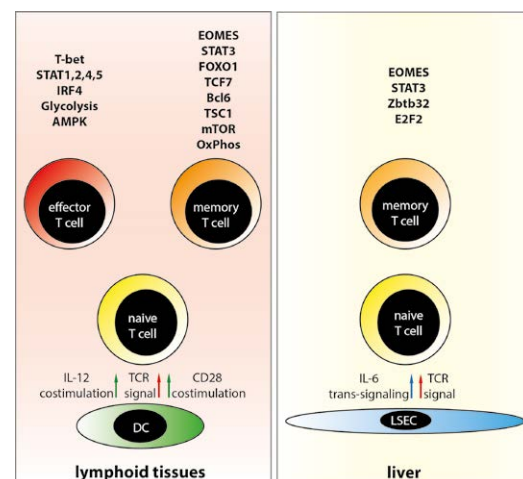 T-bet
STAT1,2,4,5
IRF4
Glycolysis
AMPK
EOMES
STAT3
FOXO1
TCF7
Bcl6
TSC1
mTOR
OxPhos
effector
T cell
memory
T cell
naive
T cell
IL-12
costimulation
TCR
signal
CD28
costimulation
DC
lymphoid tissues
EOMES
STAT3
Zbtb32
E2F2
memory
T cell
naive
T cell
IL-6
trans-signaling
TCR
signal
LSEC
liver